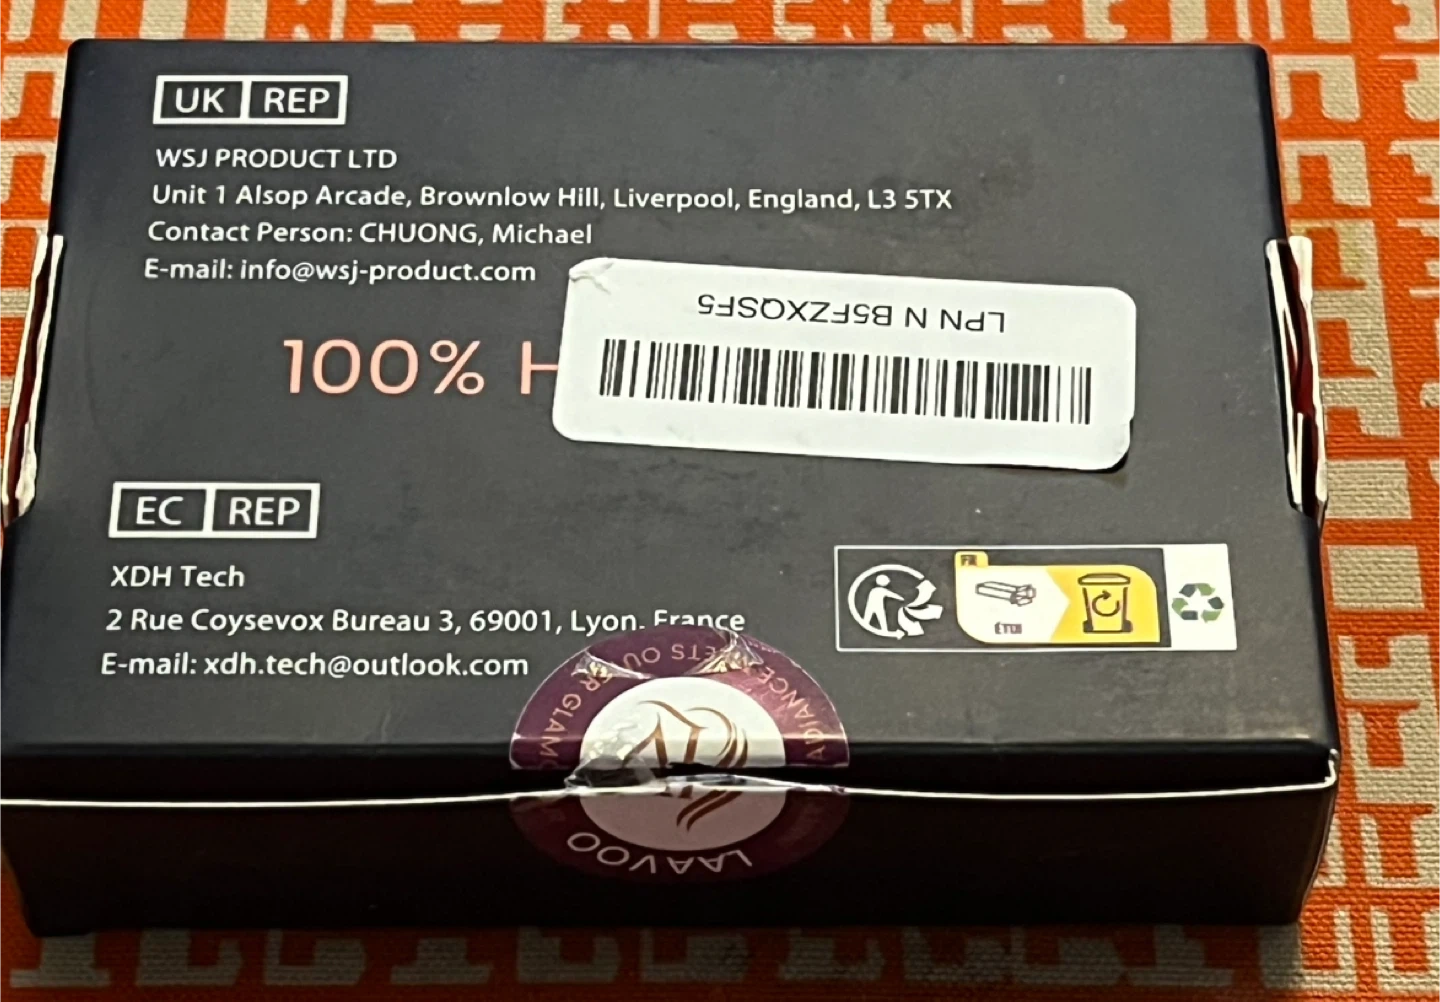 UK REP
WSJ PRODUCT LTD
Unit 1 Alsop Arcade, Brownlow Hill, Liverpool, England, L3 5TX
Contact Person: CHUONG, Michael
E-mail: info@wsj-product.com
LPN N B5FZXQSF5
100% H
EC REP
XDH Tech
2 Rue Coysevox Bureau 3, 69001, Lyon, France
E-mail: xdh.tech@outlook.com
FR
ÉTUI
LAAVOO